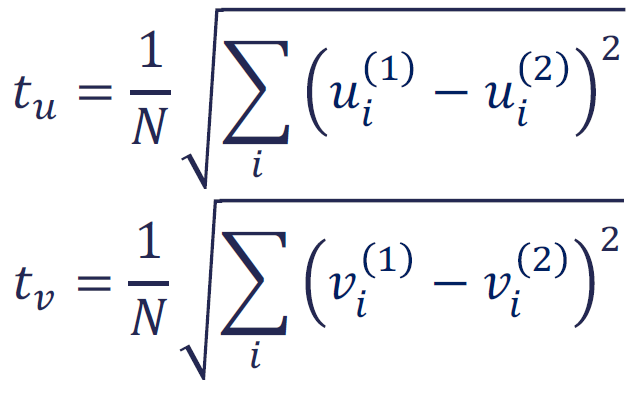 t_u = \frac{1}{N} \sqrt{\sum_i \left( u_i^{(1)} - u_i^{(2)} \right)^2}
t_v = \frac{1}{N} \sqrt{\sum_i \left( v_i^{(1)} - v_i^{(2)} \right)^2}